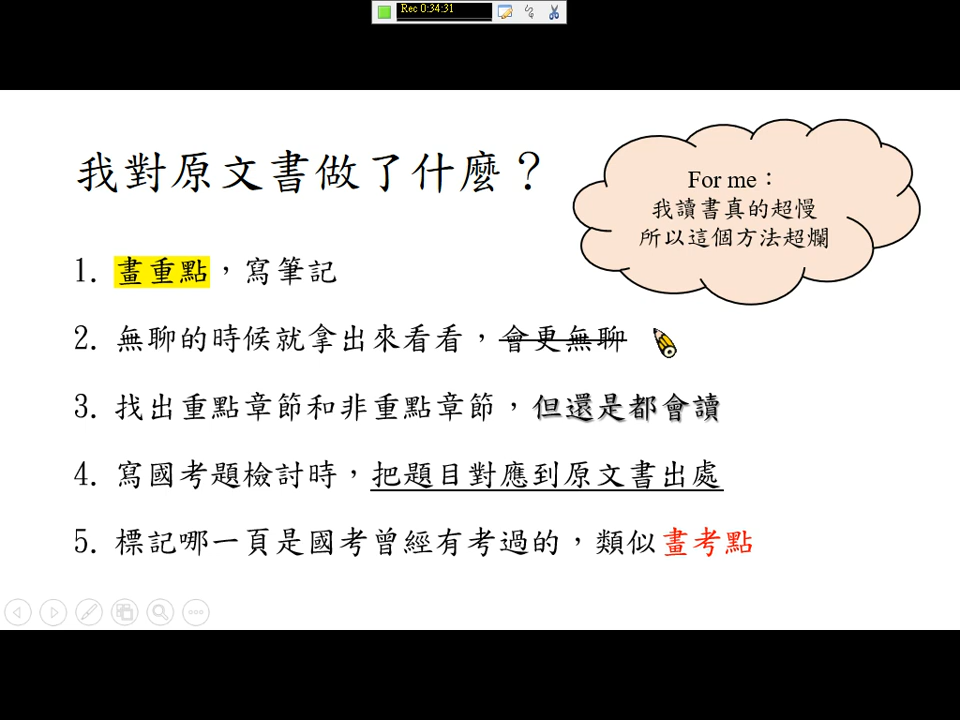 Rec 0:34:31
我對原文書做了什麼？
For me：
我讀書真的超慢
所以這個方法超爛
1. 畫重點，寫筆記
2. 無聊的時候就拿出來看看，會更無聊
3. 找出重點章節和非重點章節，但還是都會讀
4. 寫國考題檢討時，把題目對應到原文書出處
5. 標記哪一頁是國考曾經有考過的，類似畫考點